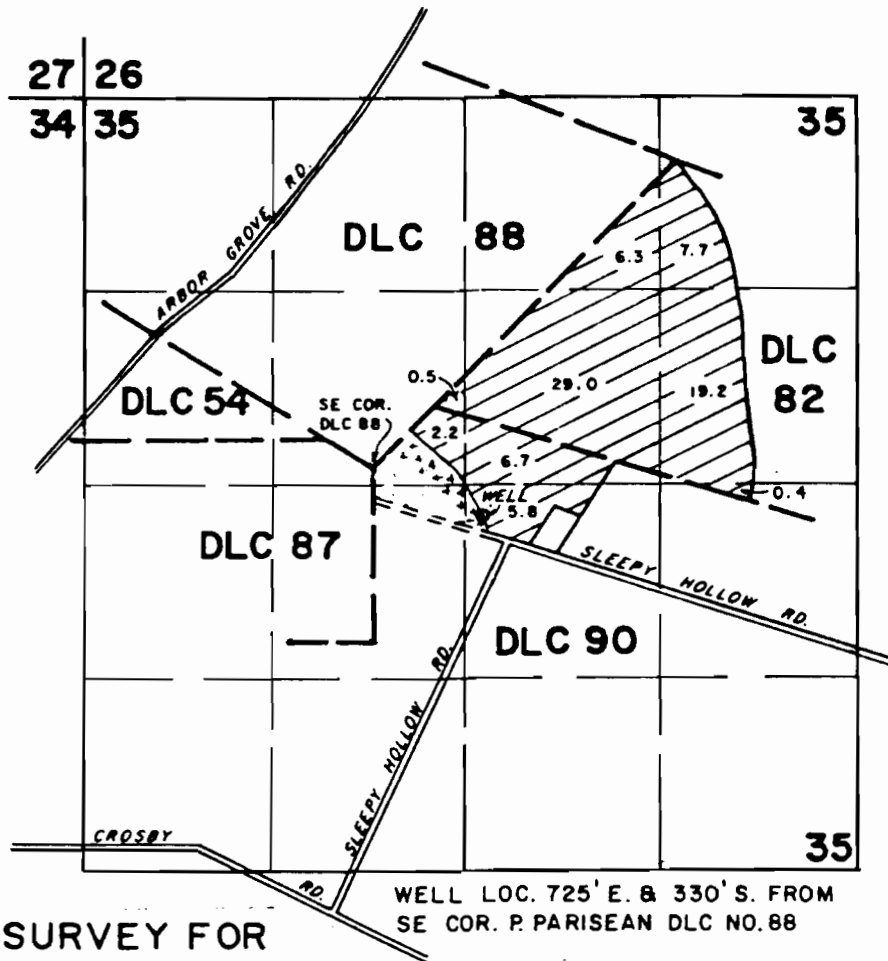 27 26
34 35
35
ARBOR GROVE RD.
DLC 88
6.3
7.7
DLC
82
0.5
29.0
19.2
DLC 54
SE COR.
DLC 88
2.2
6.7
0.4
WELL
5.8
DLC 87
SLEEPY HOLLOW RD.
DLC 90
SLEEPY HOLLOW RD.
CROSBY RD.
35
WELL LOC. 725' E. & 330' S. FROM
SE COR. P. PARISEAN DLC NO. 88
SURVEY FOR